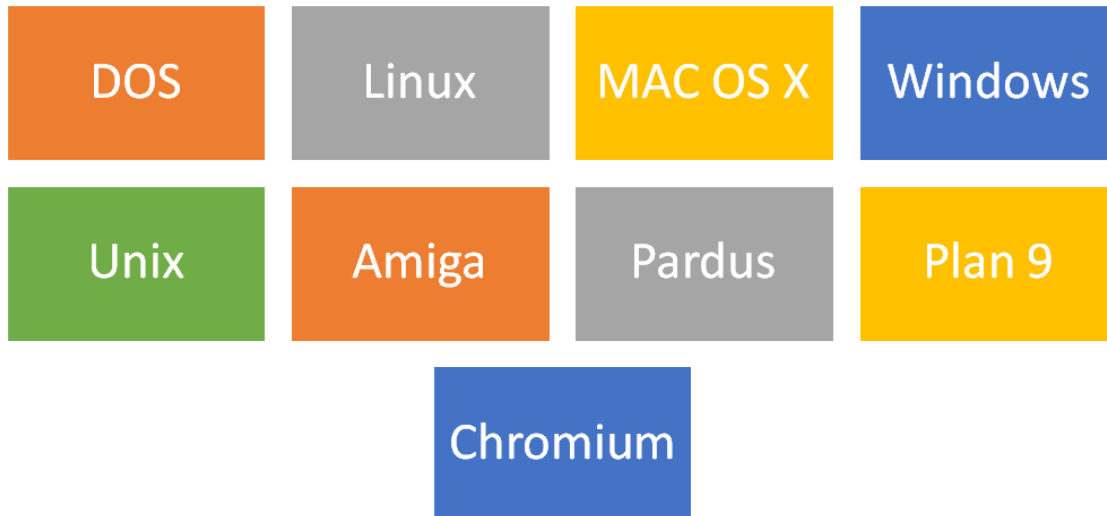 DOS
Linux
MAC OS X
Windows
Unix
Amiga
Pardus
Plan 9
Chromium